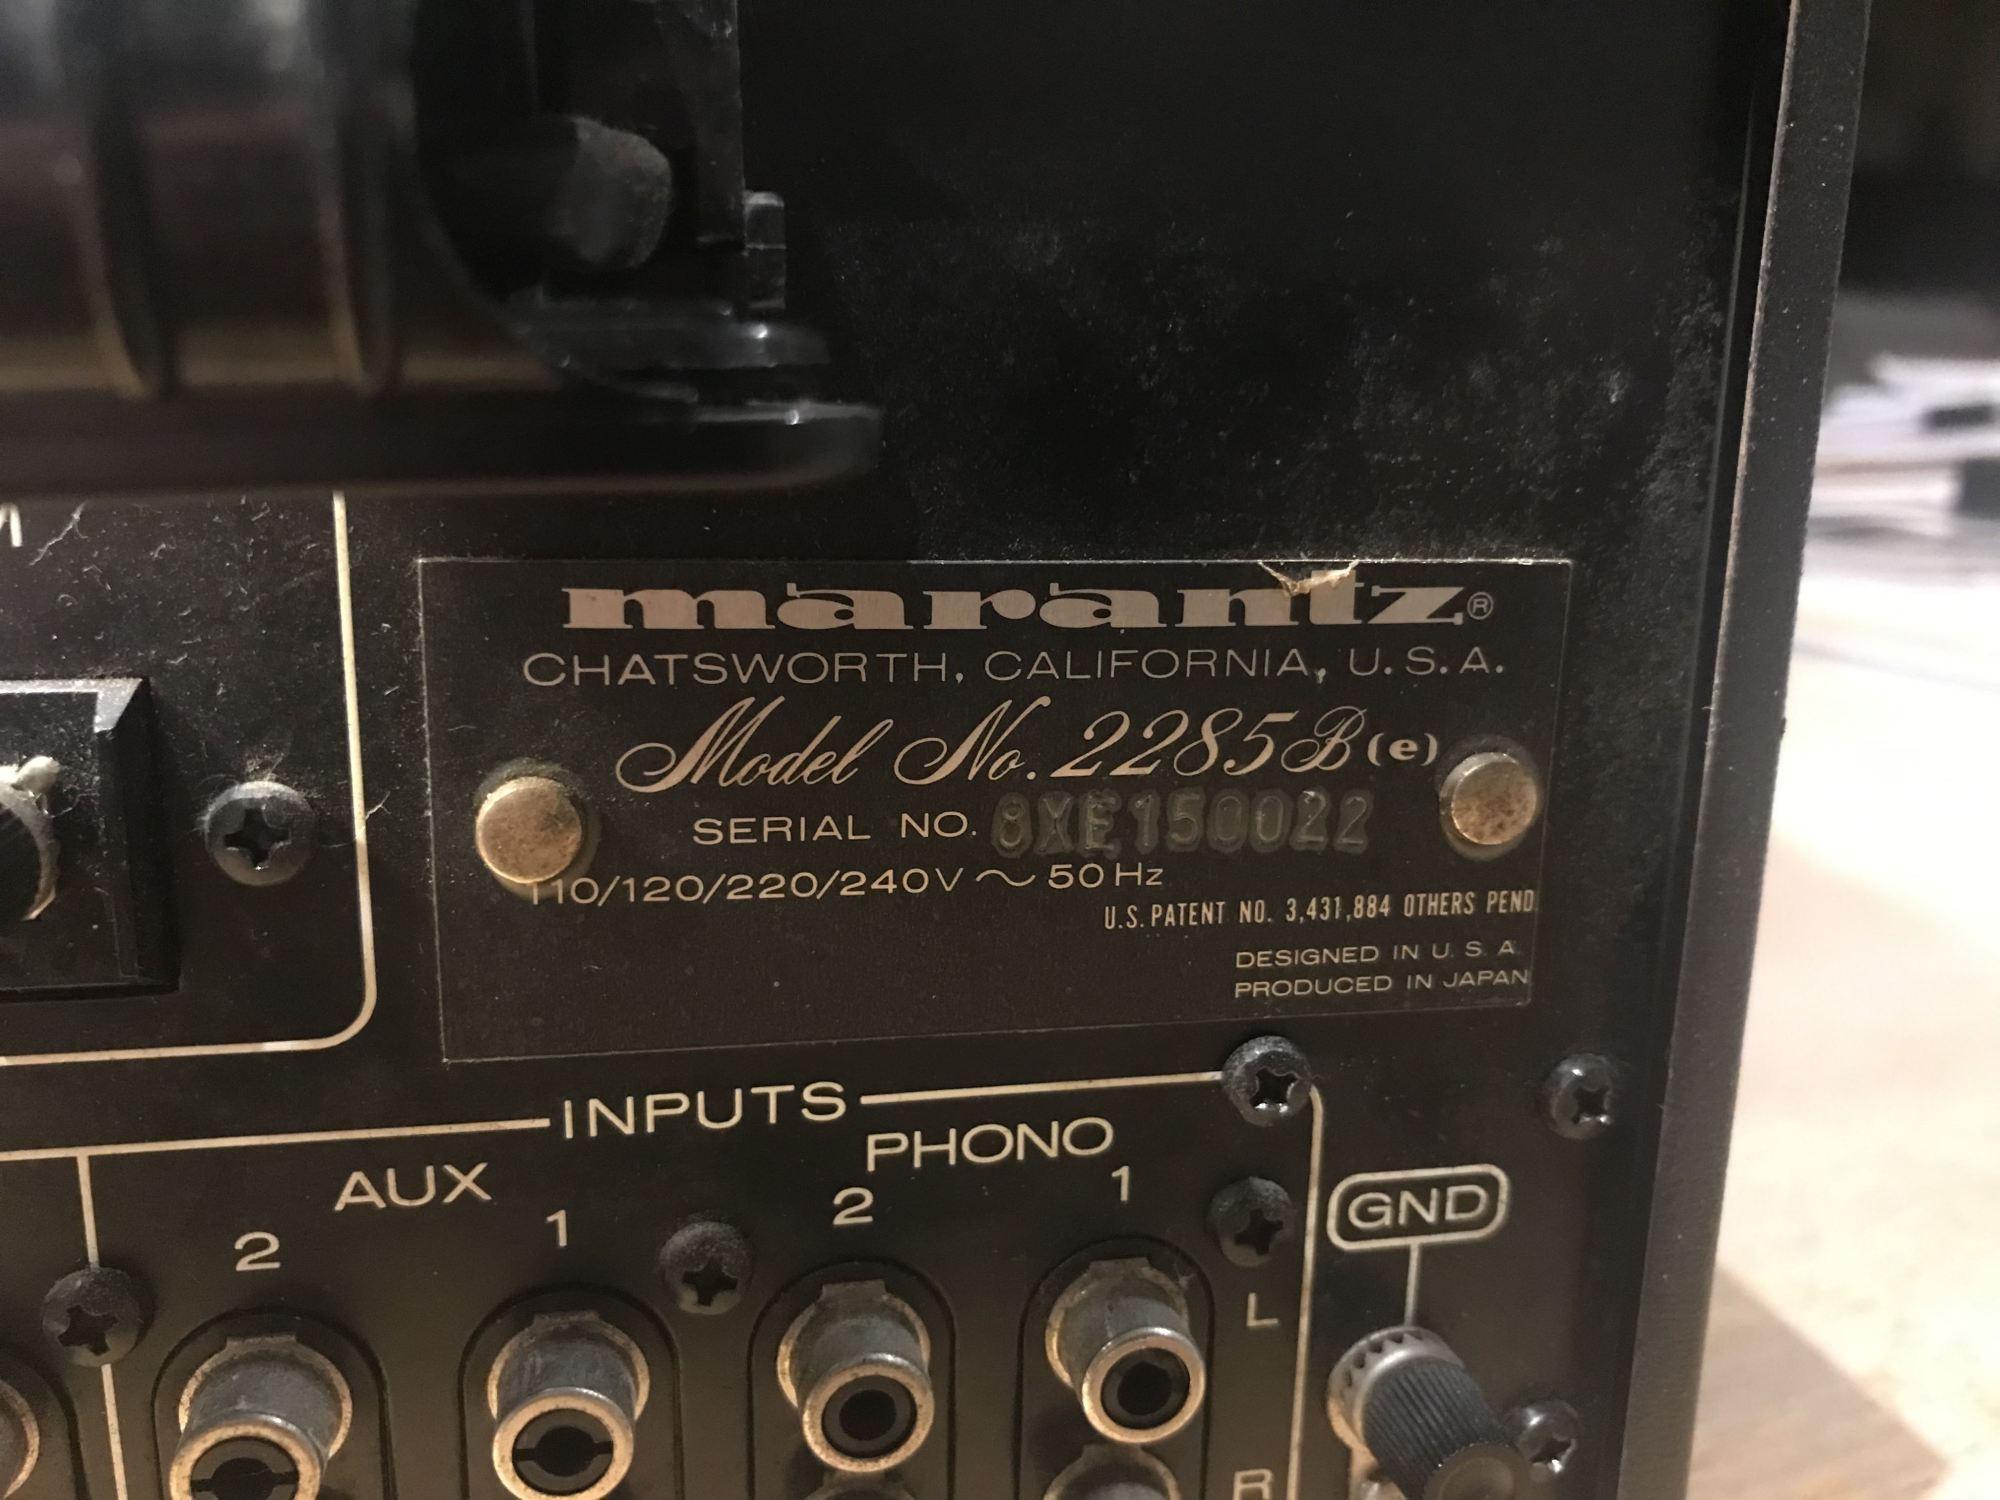 marantz®
CHATSWORTH, CALIFORNIA, U.S.A.
Model No. 2285B(e)
SERIAL NO. 8XE150022
110/120/220/240V ~ 50Hz
U.S. PATENT NO. 3,431,884 OTHERS PEND
DESIGNED IN U.S.A.
PRODUCED IN JAPAN
INPUTS
AUX
PHONO
2
1
2
1
GND
L
R